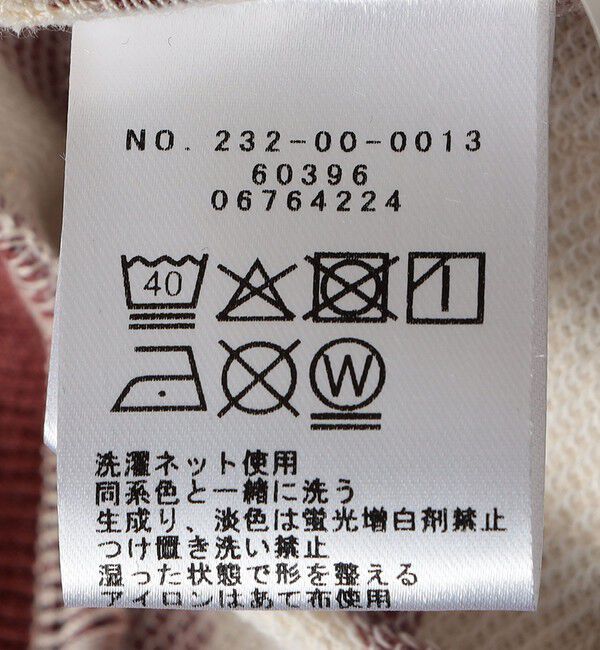 NO. 232-00-0013
60396
06764224
40
W
洗濯ネット使用
同系色と一緒に洗う
生成り、淡色は蛍光増白剤禁止
つけ置き洗い禁止
湿った状態で形を整える
アイロンはあて布使用